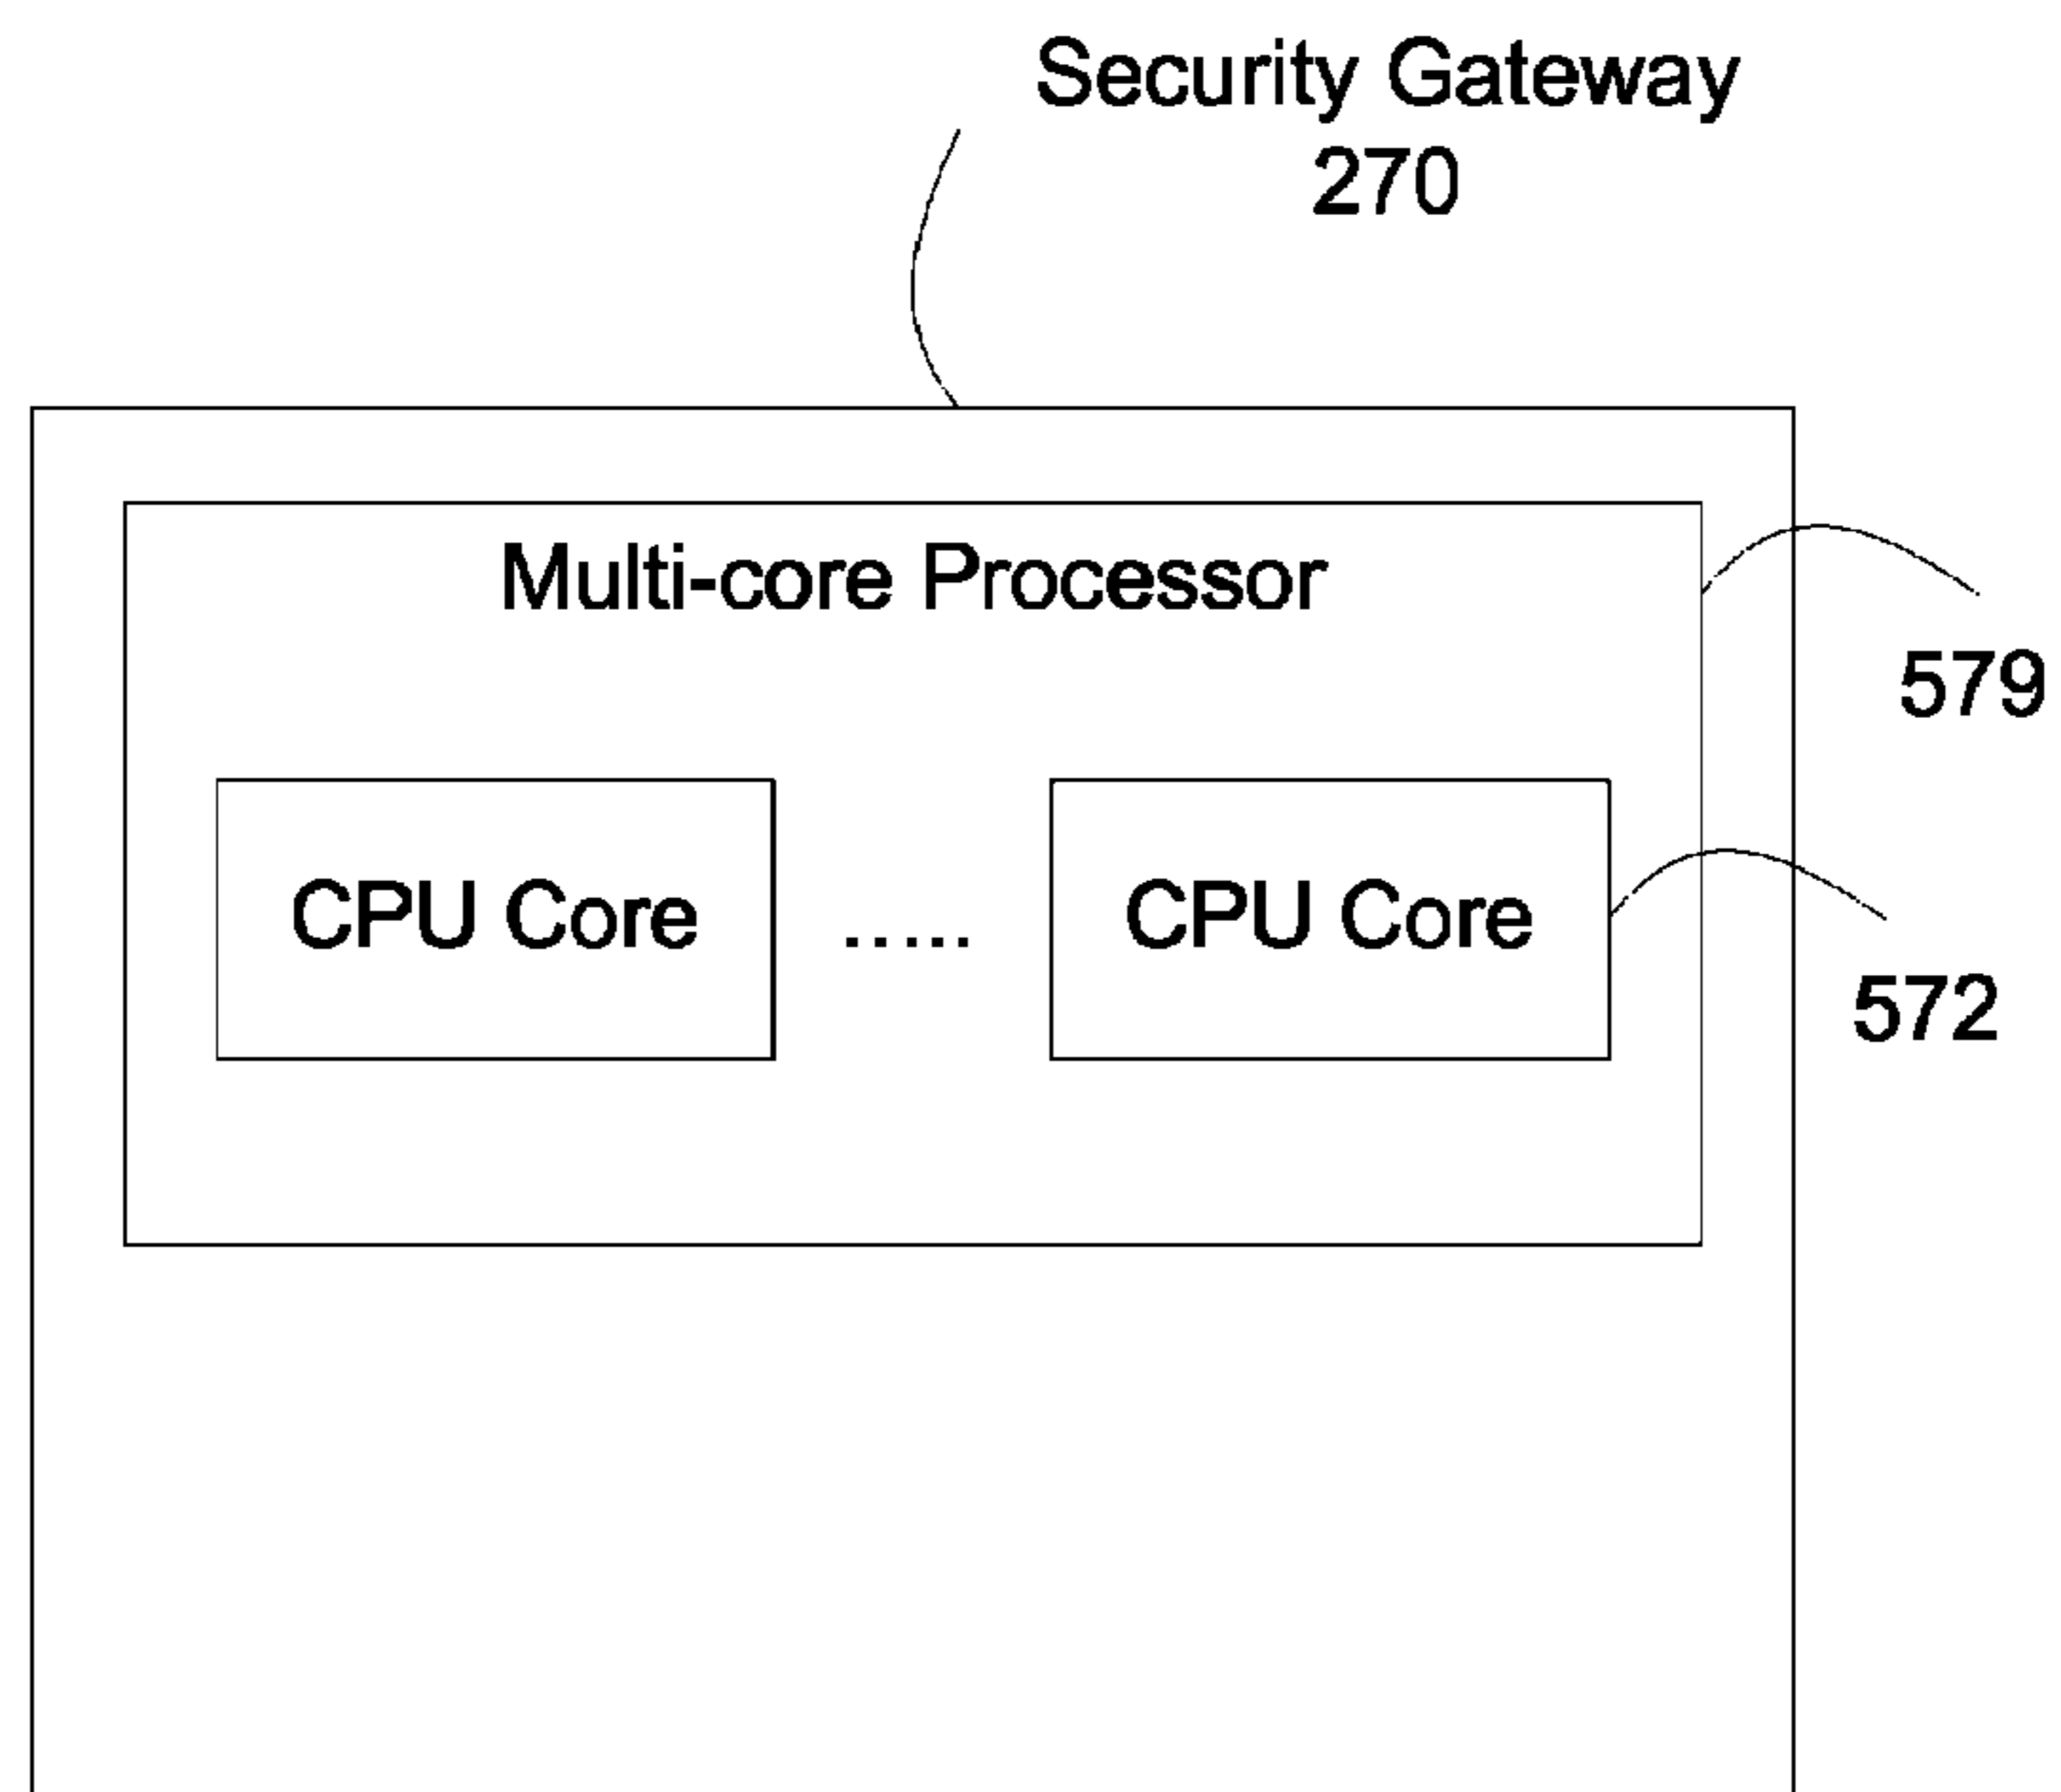 Security Gateway
270
Multi-core Processor
579
CPU Core ..... CPU Core
572